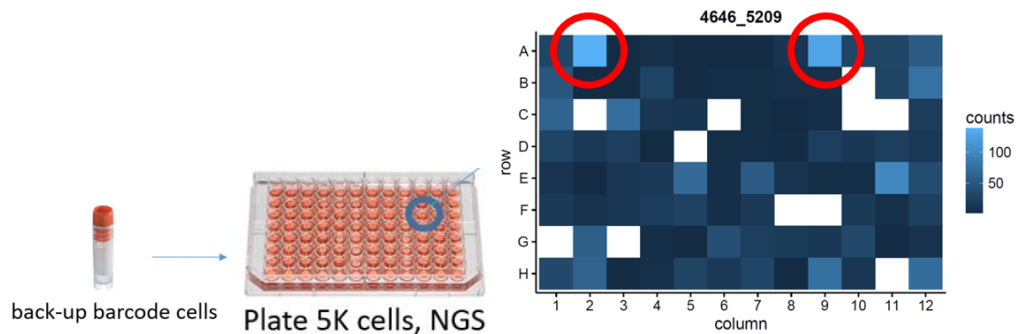 back-up barcode cells
Plate 5K cells, NGS
4646_5209
row
A
B
C
D
E
F
G
H
1 2 3 4 5 6 7 8 9 10 11 12
column
counts
100
50